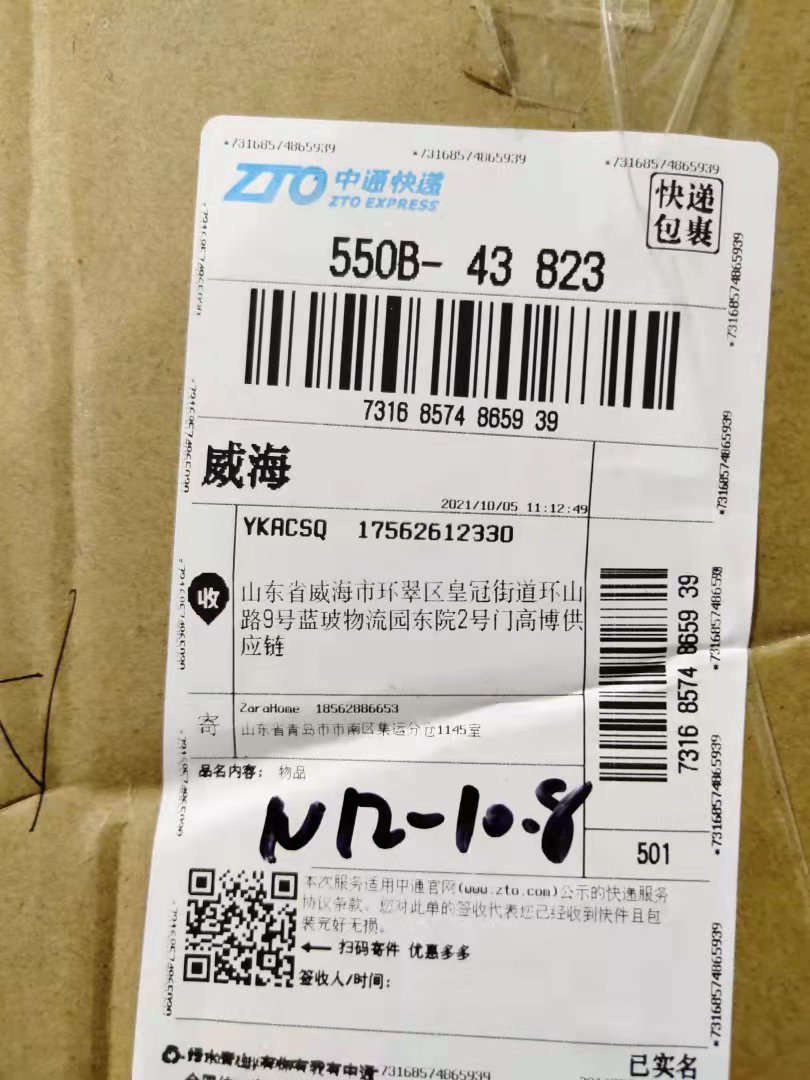 *73168574865939
*73168574865939
*73168574865939
ZTO 中通快递
ZTO EXPRESS
快递
包裹
550B- 43 823
7316 8574 8659 39
威海
2021/10/05 11:12:49
YKACSQ 17562612330
收
山东省威海市环翠区皇冠街道环山
路9号蓝玻物流园东院2号门高博供
应链
7316 8574 8659 39
寄
ZaraHome 18562886653
山东省青岛市市南区集运分仓1145室
品名内容: 物品
N12-10.8
501
本次服务适用中通官网(www.zto.com)公示的快递服务
协议条款。您对此单的签收代表您已经收到快件且包
装完好无损。
扫码寄件 优惠多多
签收人/时间:
*73168574865939
*73168574865939
*73168574865939
*73168574865939
*73168574865939
73168574865939
已实名